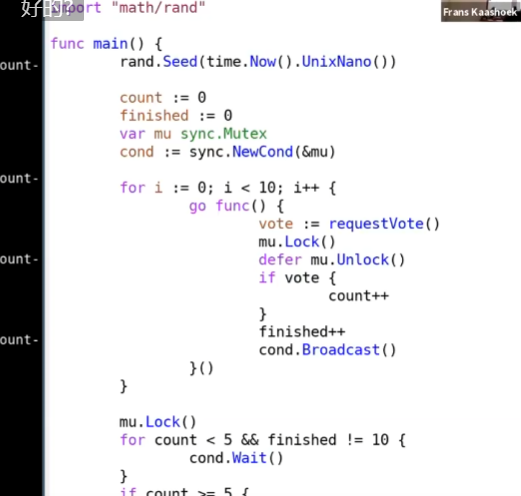 好的?
import "math/rand"
Frans Kaashoek
func main() {
rand.Seed(time.Now().UnixNano())
ount-
count := 0
finished := 0
var mu sync.Mutex
cond := sync.NewCond(&mu)
ount-
for i := 0; i < 10; i++ {
go func() {
vote := requestVote()
mu.Lock()
ount-
defer mu.Unlock()
if vote {
count++
}
finished++
ount-
cond.Broadcast()
}()
}
mu.Lock()
for count < 5 && finished != 10 {
cond.Wait()
}
if count >= 5 {